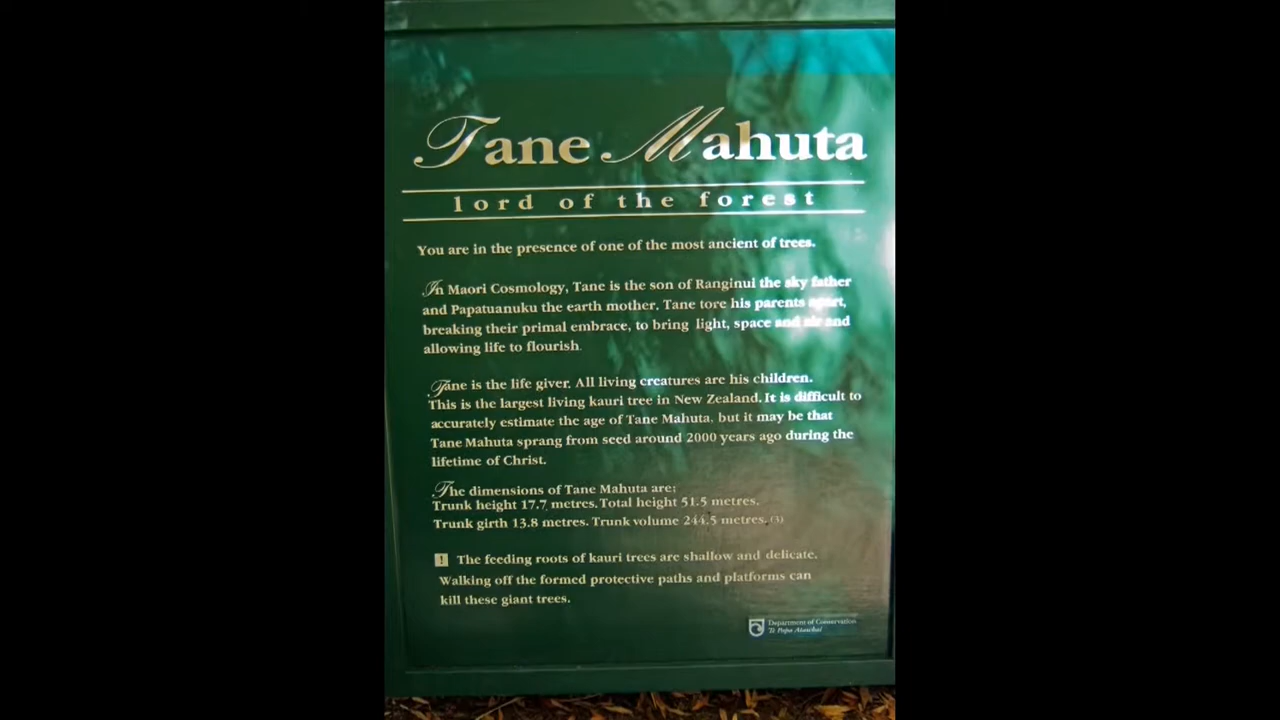 Tane Mahuta
lord of the forest
You are in the presence of one of the most ancient of trees.
In Maori Cosmology, Tane is the son of Ranginui the sky father
and Papatuanuku the earth mother. Tane tore his parents apart,
breaking their primal embrace, to bring light, space and air and
allowing life to flourish.
Tane is the life giver. All living creatures are his children.
This is the largest living kauri tree in New Zealand. It is difficult to
accurately estimate the age of Tane Mahuta, but it may be that
Tane Mahuta sprang from seed around 2000 years ago during the
lifetime of Christ.
The dimensions of Tane Mahuta are:
Trunk height 17.7 metres. Total height 51.5 metres.
Trunk girth 13.8 metres. Trunk volume 244.5 metres.(3)
! The feeding roots of kauri trees are shallow and delicate.
Walking off the formed protective paths and platforms can
kill these giant trees.
Department of Conservation
Te Papa Atawhai